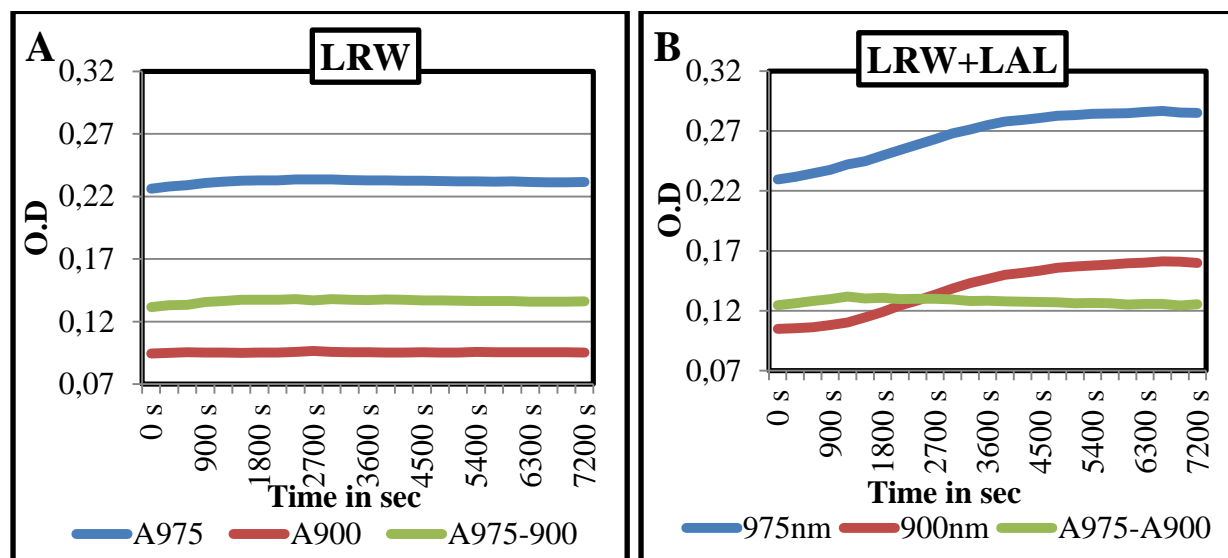 A
LRW
0,32
0,27
0,22
0,17
0,12
0,07
O.D
0 s
900 s
1800 s
2700 s
3600 s
4500 s
5400 s
6300 s
7200 s
Time in sec
A975 A900 A975-900
B
LRW+LAL
0,32
0,27
0,22
0,17
0,12
0,07
O.D
0 s
900 s
1800 s
2700 s
3600 s
4500 s
5400 s
6300 s
7200 s
Time in sec
975nm 900nm A975-A900